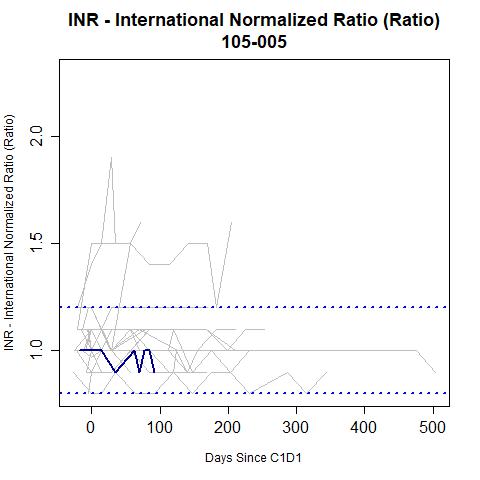 INR - International Normalized Ratio (Ratio)
105-005
INR - International Normalized Ratio (Ratio)
2.0
1.5
1.0
0 100 200 300 400 500
Days Since C1D1